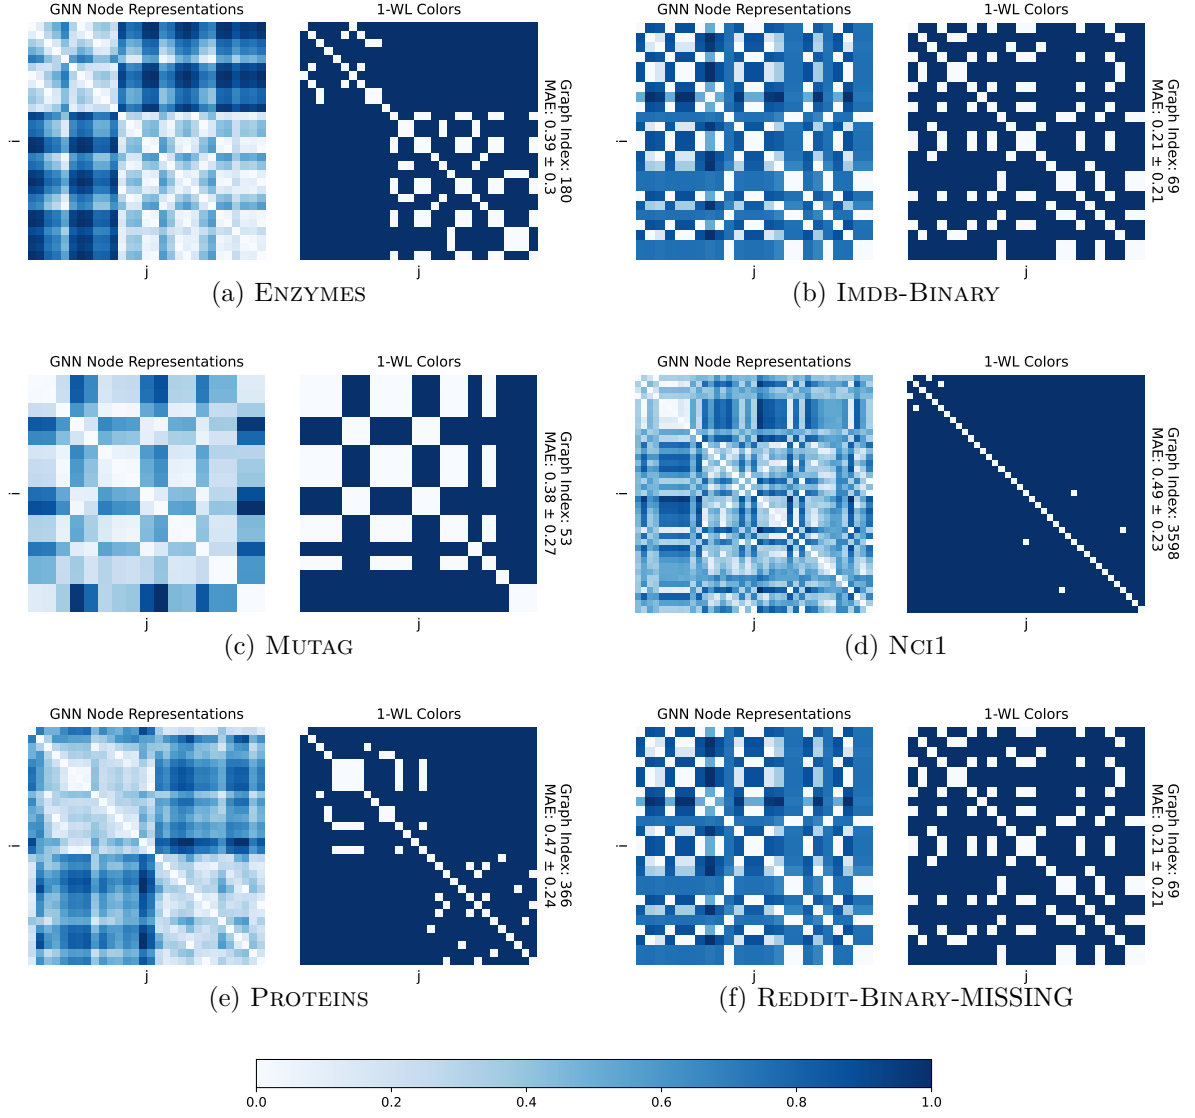 GNN Node Representations
1-WL Colors
i
j
j
Graph Index: 180
MAE: 0.39 ± 0.3
(a) Enzymes
GNN Node Representations
1-WL Colors
i
j
j
Graph Index: 69
MAE: 0.21 ± 0.21
(b) Imdb-Binary
GNN Node Representations
1-WL Colors
i
j
j
Graph Index: 53
MAE: 0.38 ± 0.27
(c) Mutag
GNN Node Representations
1-WL Colors
i
j
j
Graph Index: 3598
MAE: 0.49 ± 0.23
(d) Nci1
GNN Node Representations
1-WL Colors
i
j
j
Graph Index: 366
MAE: 0.47 ± 0.24
(e) Proteins
GNN Node Representations
1-WL Colors
i
j
j
Graph Index: 69
MAE: 0.21 ± 0.21
(f) Reddit-Binary-MISSING
0.0 0.2 0.4 0.6 0.8 1.0